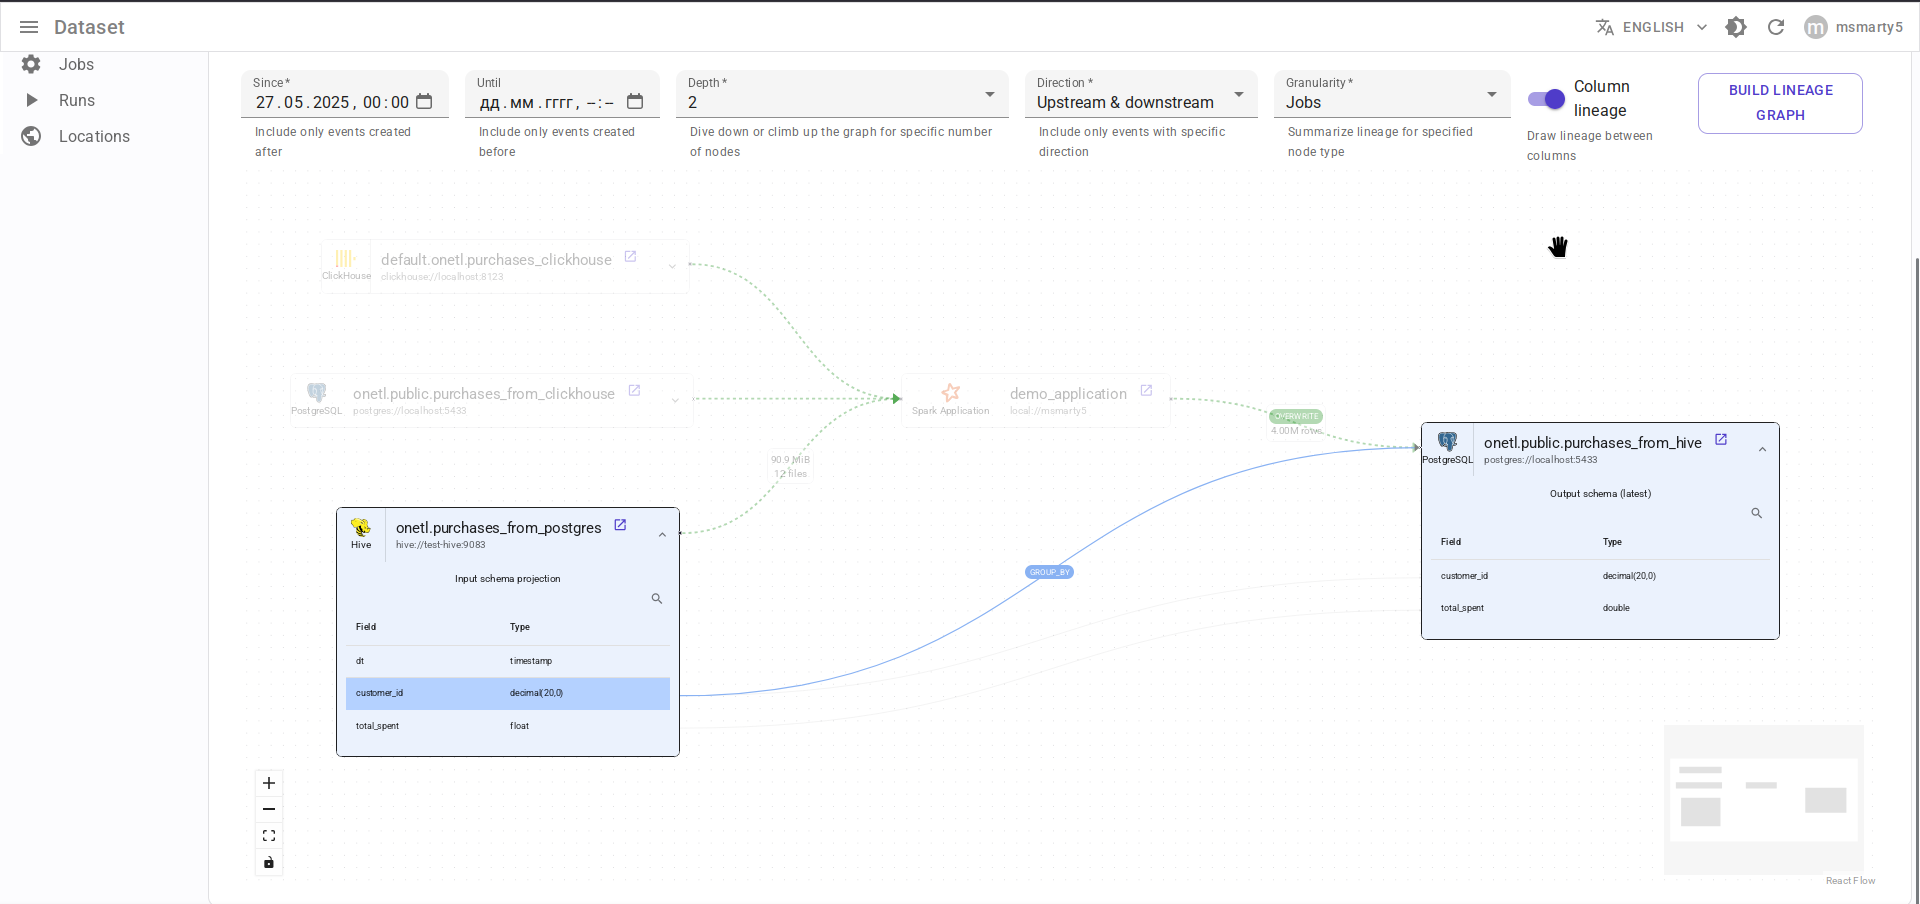 Dataset
ENGLISH
m
msmarty5
Jobs
Runs
Locations
Since *
27.05.2025, 00:00
Include only events created
after
Until
дд.мм.гггг, --:--
Include only events created
before
Depth *
2
Dive down or climb up the graph for specific number
of nodes
Direction *
Upstream & downstream
Include only events with specific
direction
Granularity *
Jobs
Summarize lineage for specified
node type
Column
lineage
Draw lineage between
columns
BUILD LINEAGE
GRAPH
ClickHouse
default.onetl.purchases_clickhouse
clickhouse://localhost:8123
PostgreSQL
onetl.public.purchases_from_clickhouse
postgres://localhost:5433
Spark Application
demo_application
local://msmarty5
OVERWRITE
4.00M rows
90.9 MiB
12 files
Hive
onetl.purchases_from_postgres
hive://test-hive:9083
Input schema projection
Field Type
dt timestamp
customer_id decimal(20,0)
total_spent float
GROUP_BY
PostgreSQL
onetl.public.purchases_from_hive
postgres://localhost:5433
Output schema (latest)
Field Type
customer_id decimal(20,0)
total_spent double
React Flow